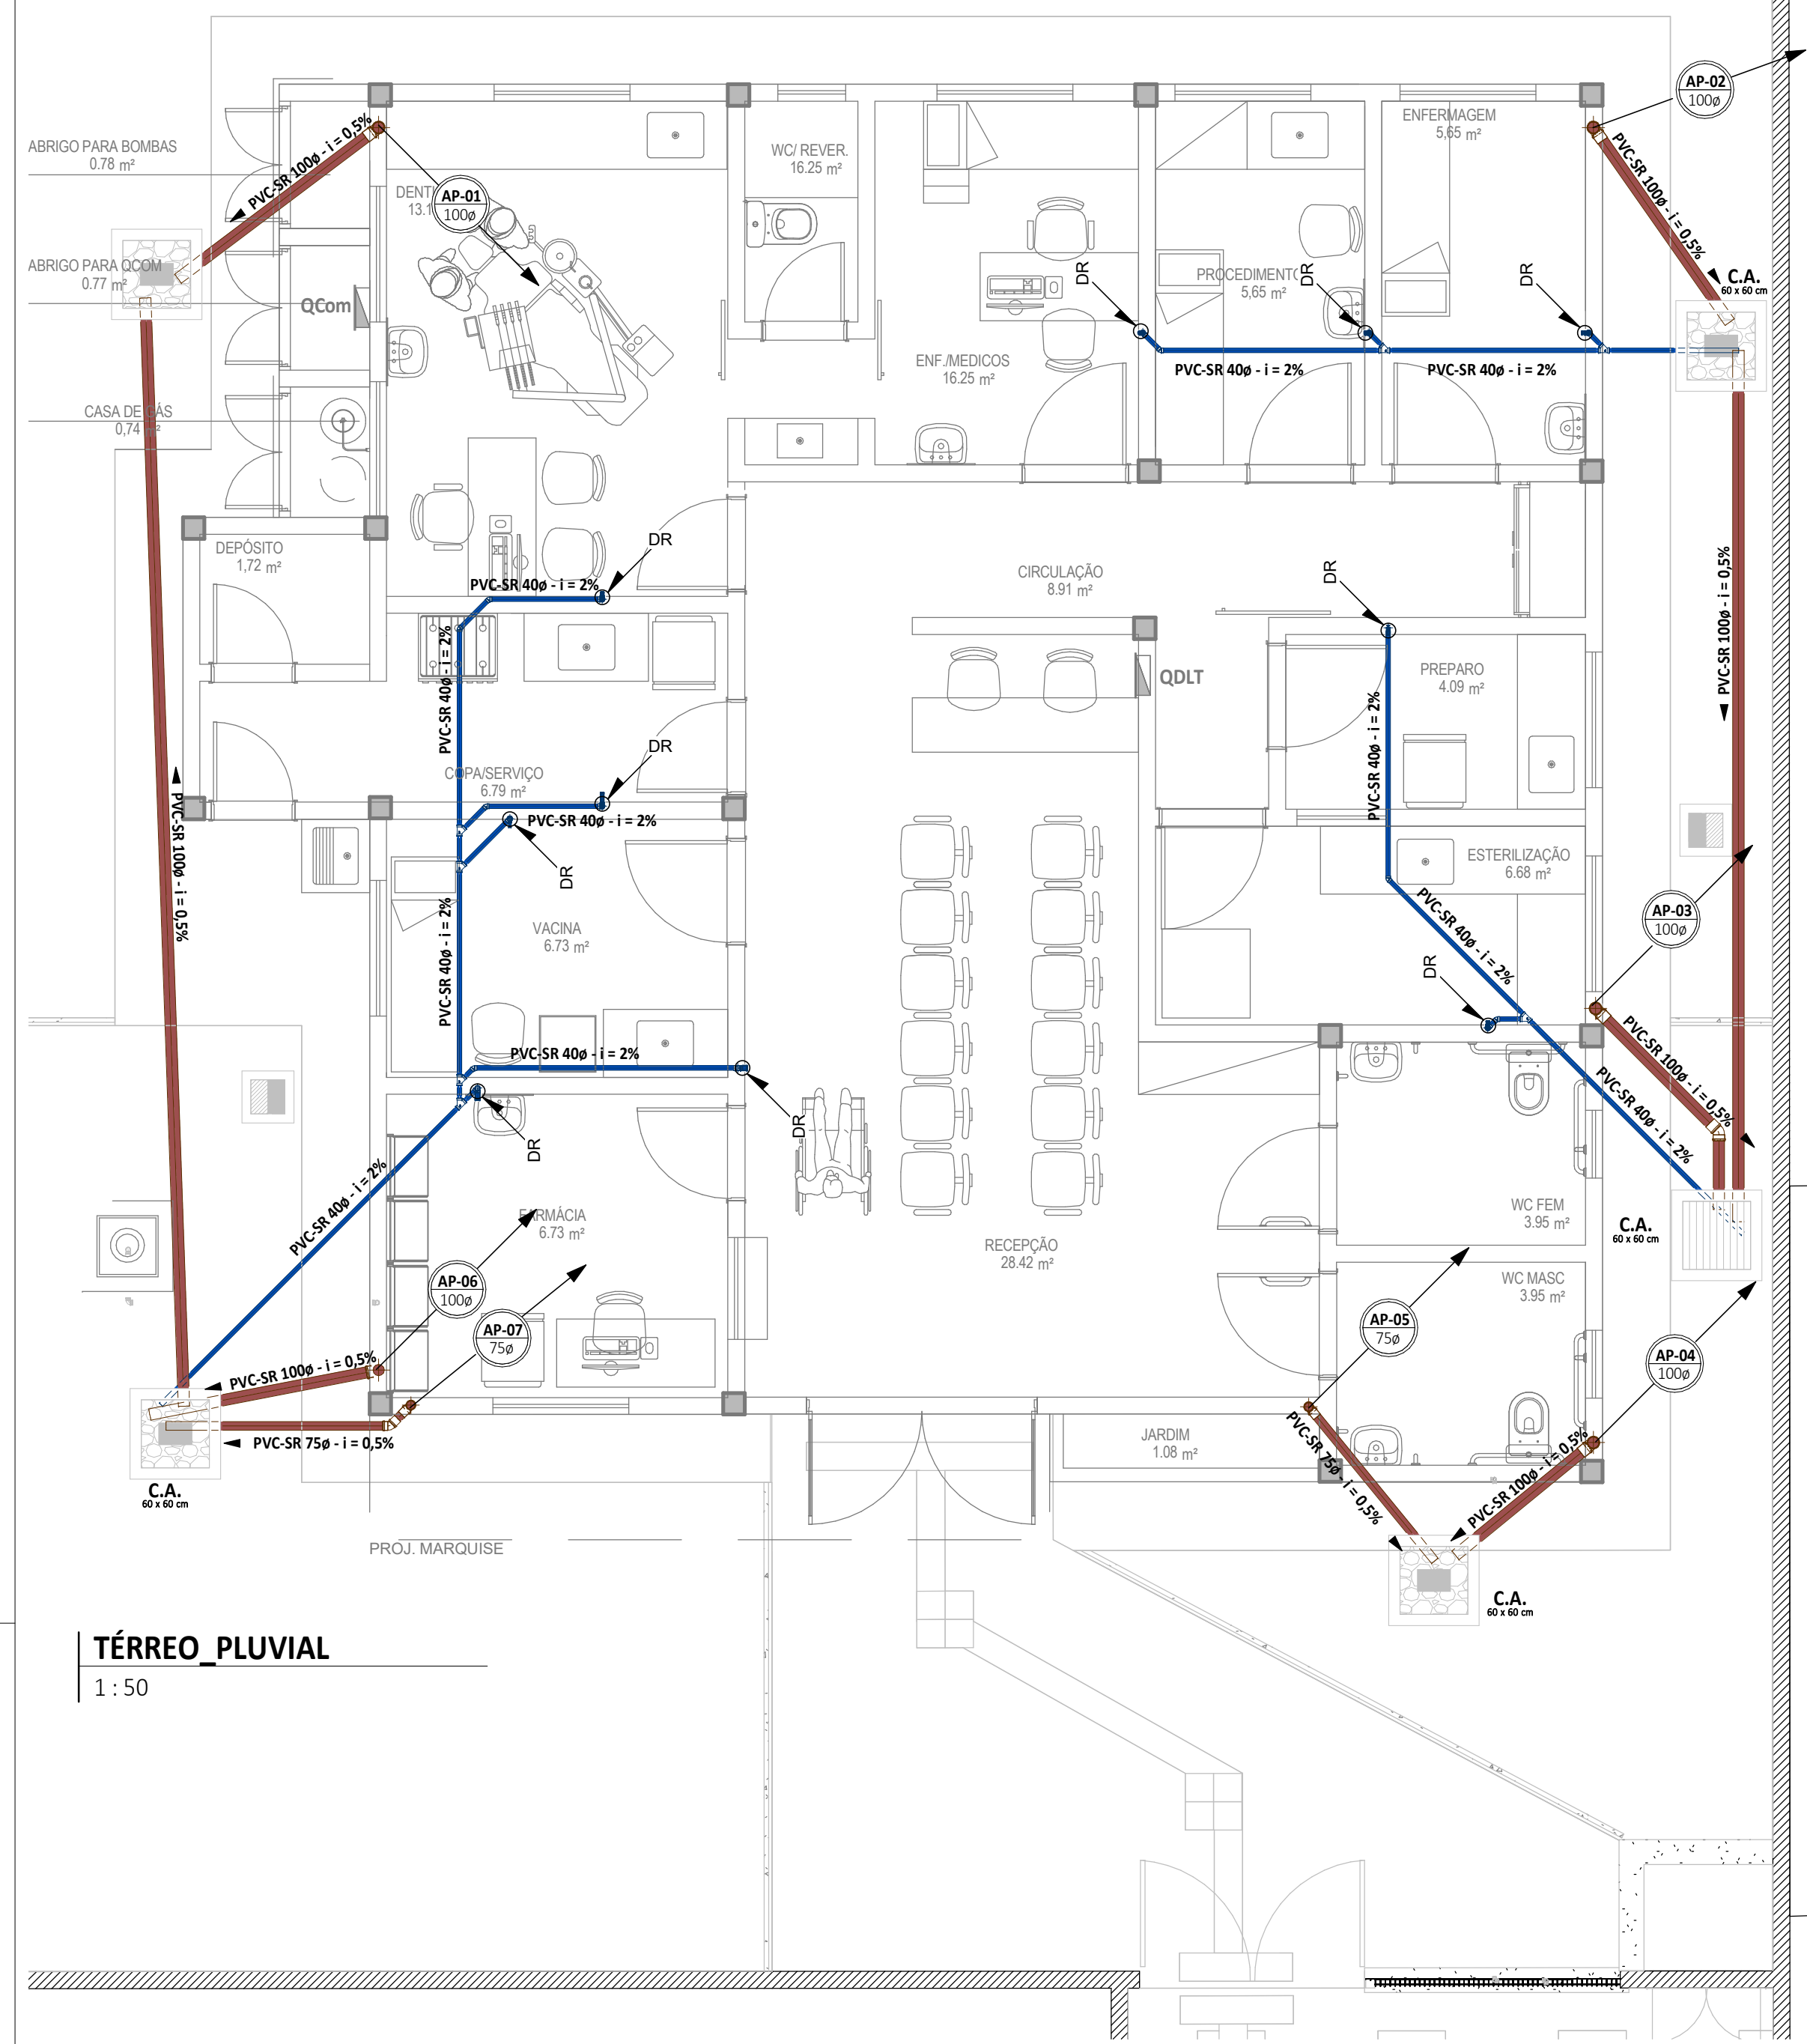 AP-02
100ø
ENFERMAGEM
5,65 m²
ABRIGO PARA BOMBAS
0.78 m²
PVC-SR 100ø - i = 0,5%
WC/ REVER.
16.25 m²
PVC-SR 100ø - i = 0,5%
AP-01
100ø
ABRIGO PARA QCOM
0.77 m²
QCom
DR
PROCEDIMENTO
5,65 m²
DR
DR
C.A.
60 x 60 cm
ENF./MEDICOS
16.25 m²
PVC-SR 40ø - i = 2%
PVC-SR 40ø - i = 2%
CASA DE GÁS
0,74 m²
DEPÓSITO
1,72 m²
DR
PVC-SR 40ø - i = 2%
CIRCULAÇÃO
8.91 m²
DR
PVC-SR 100ø - i = 0,5%
PVC-SR 40ø - i = 2%
QDLT
PREPARO
4.09 m²
PVC-SR 40ø - i = 2%
DR
COPA/SERVIÇO
6.79 m²
PVC-SR 40ø - i = 2%
PVC-SR 100ø - i = 0,5%
DR
ESTERILIZAÇÃO
6.68 m²
AP-03
100ø
VACINA
6.73 m²
PVC-SR 40ø - i = 2%
PVC-SR 40ø - i = 2%
DR
PVC-SR 40ø - i = 2%
PVC-SR 100ø - i = 0,5%
PVC-SR 40ø - i = 2%
DR
DR
PVC-SR 40ø - i = 2%
FARMÁCIA
6.73 m²
WC FEM
3.95 m²
C.A.
60 x 60 cm
RECEPÇÃO
28.42 m²
AP-06
100ø
WC MASC
3.95 m²
AP-07
75ø
AP-05
75ø
AP-04
100ø
PVC-SR 100ø - i = 0,5%
PVC-SR 75ø - i = 0,5%
JARDIM
1.08 m²
PVC-SR 75ø - i = 0,5%
PVC-SR 100ø - i = 0,5%
C.A.
60 x 60 cm
PROJ. MARQUISE
C.A.
60 x 60 cm
TÉRREO_PLUVIAL
1 : 50